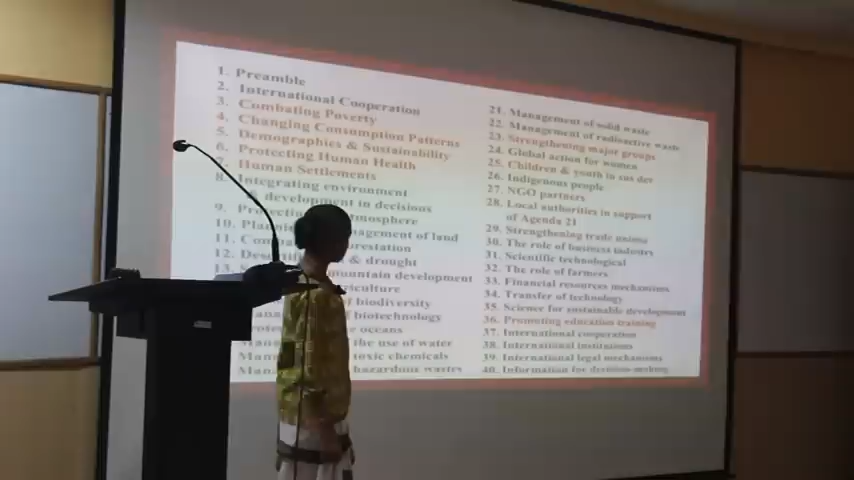 1. Preamble
2. International Cooperation
3. Combating Poverty
4. Changing Consumption Patterns
5. Demographics & Sustainability
6. Protecting Human Health
7. Human Settlements
8. Integrating environment
& development in decisions
9. atmosphere
10. management of land
11. deforestation
12. & drought
13. mountain development
agriculture
of biodiversity
of biotechnology
oceans
the use of water
toxic chemicals
hazardous wastes
21. Management of solid waste
22. Management of radioactive waste
23. Strengthening major groups
24. Global action for women
25. Children & youth in sus dev
26. Indigenous people
27. NGO partners
28. Local authorities in support
of Agenda 21
29. Strengthening trade unions
30. The role of business industry
31. Scientific technological
32. The role of farmers
33. Financial resources mechanisms
34. Transfer of technology
35. Science for sustainable development
36. Promoting education training
37. International cooperation
38. International institutions
39. International legal mechanisms
40. Information for decision-making